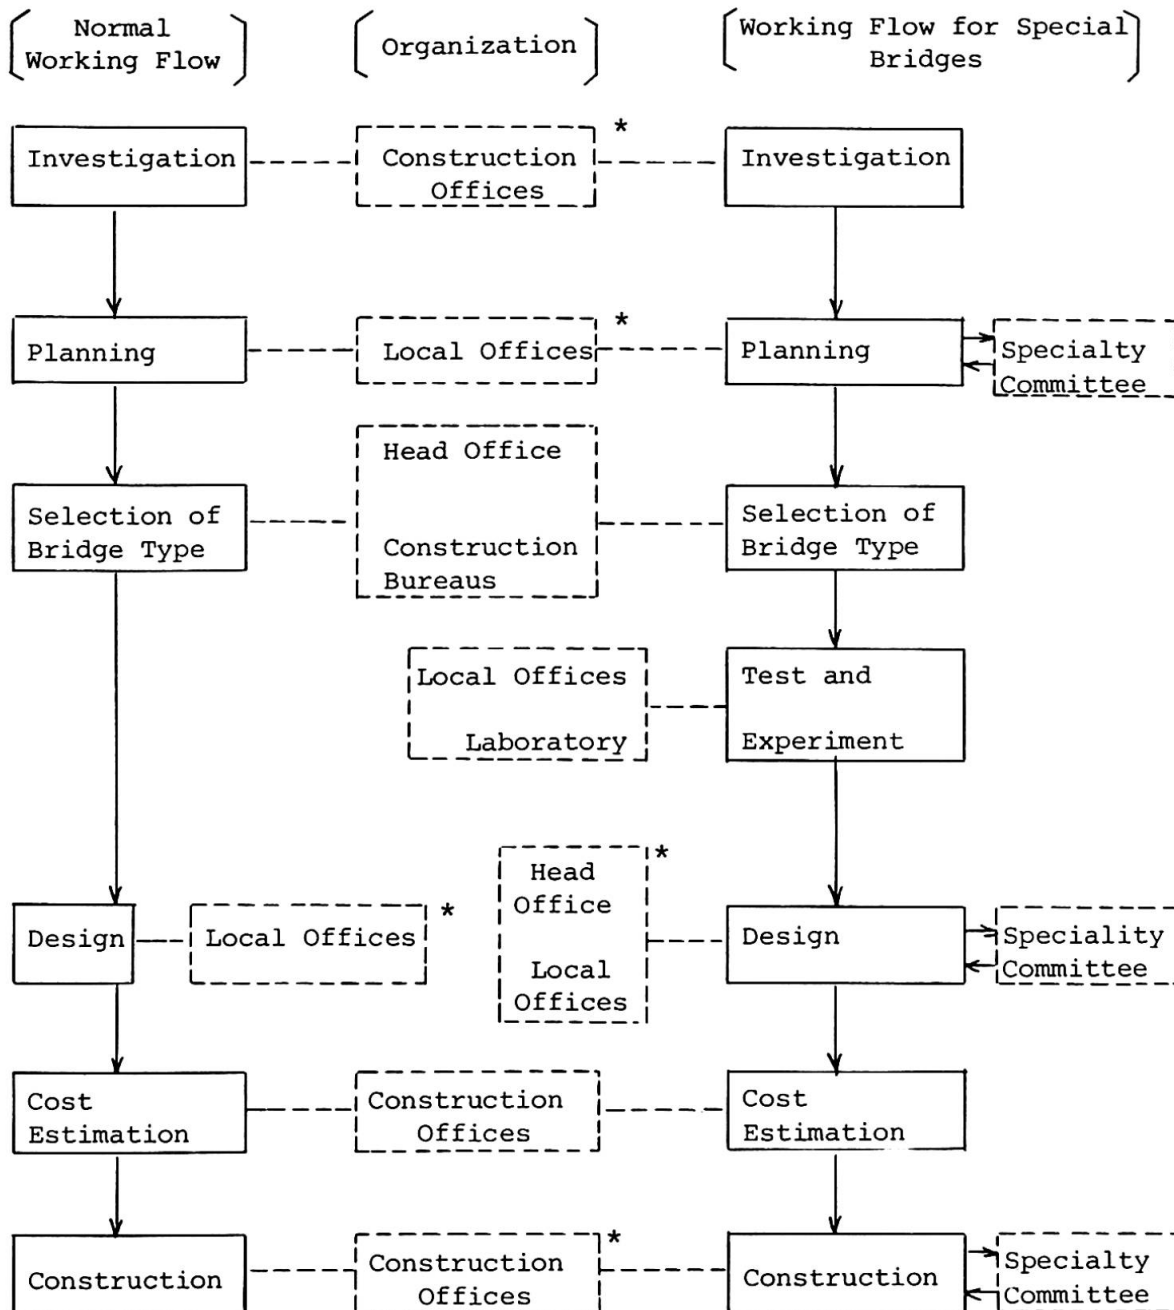 Normal
Working Flow
Organization
Working Flow for Special
Bridges
Investigation
*
Construction
Offices
Investigation
Planning
*
Local Offices
Planning
Specialty
Committee
Selection of
Bridge Type
Head Office
Construction
Bureaus
Selection of
Bridge Type
Local Offices
Laboratory
Test and
Experiment
Design
Local Offices
*
Head
Office
Local
Offices
*
Design
Speciality
Committee
Cost
Estimation
Construction
Offices
Cost
Estimation
Construction
Construction
Offices
*
Construction
Specialty
Committee